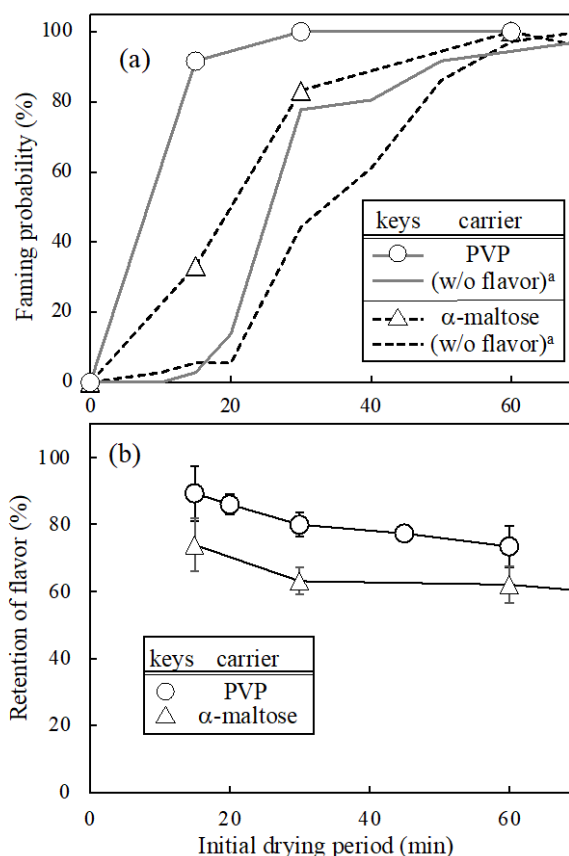 (a)
Faming probability (%)
100
80
60
40
20
0
0 20 40 60
keys carrier
PVP
(w/o flavor)a
α-maltose
(w/o flavor)a
(b)
Retention of flavor (%)
100
80
60
40
20
0
keys carrier
PVP
α-maltose
0 20 40 60
Initial drying period (min)